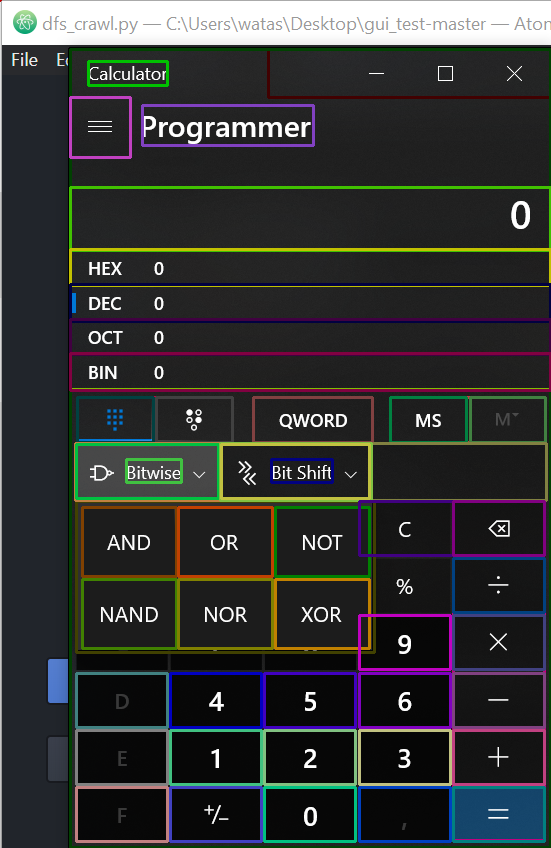 dfs_crawl.py — C:\Users\watas\Desktop\gui_test-master — Atom
File
Calculator
Programmer
0
HEX 0
DEC 0
OCT 0
BIN 0
QWORD MS M
Bitwise Bit Shift
AND OR NOT C
%  ÷
NAND NOR XOR
9 ×
D 4 5 6 −
E 1 2 3 +
F +/− 0 , =